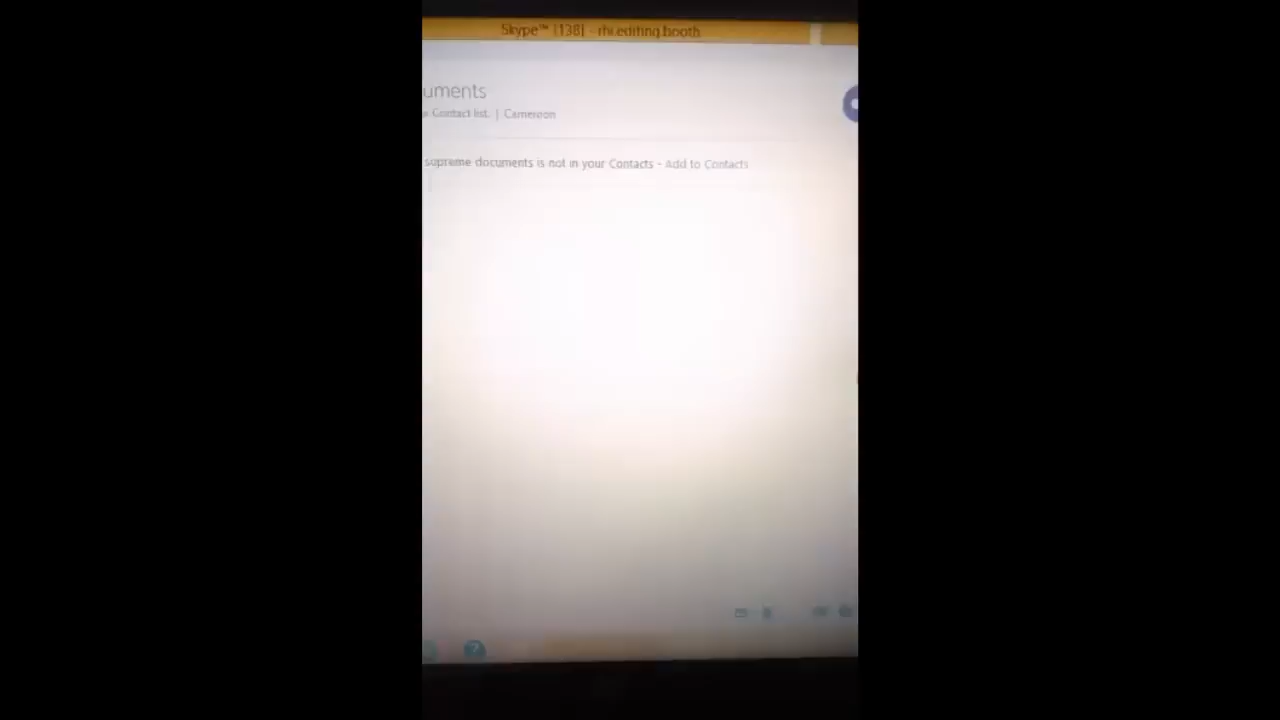 Skype™ [138] - rhi.editing.booth
uments
Contact list. | Cameroon
supreme documents is not in your Contacts - Add to Contacts
?